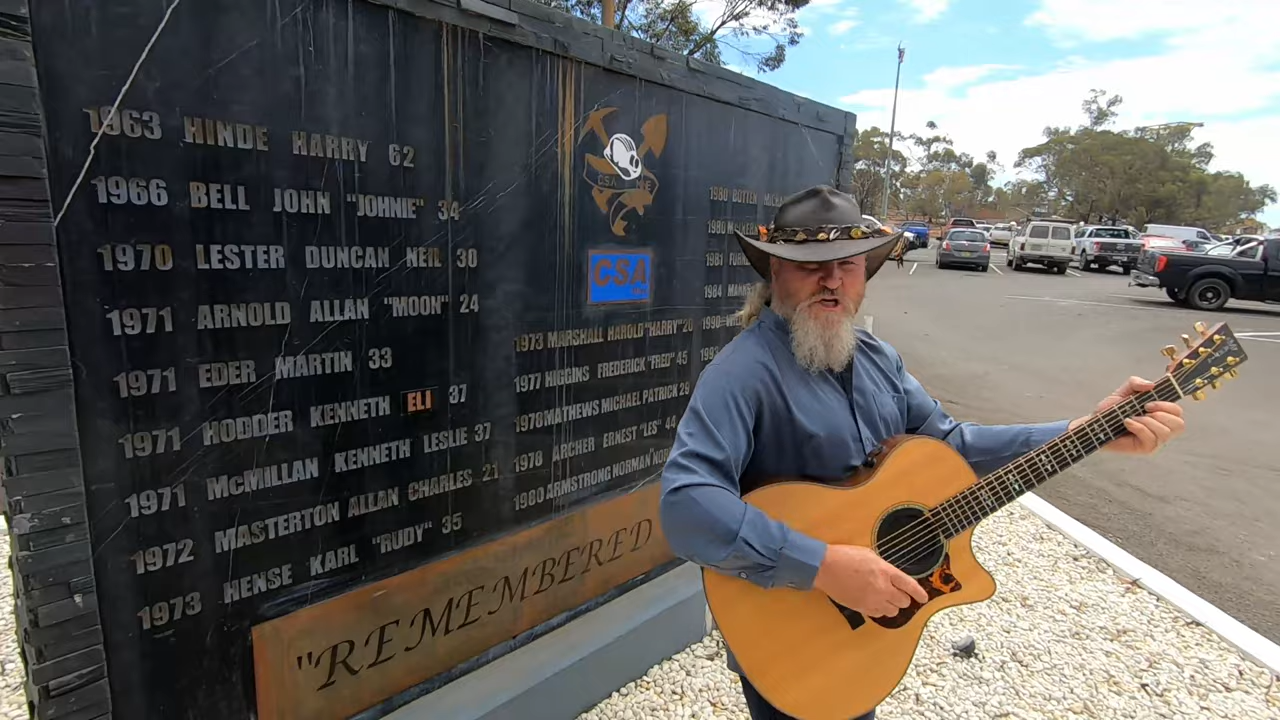 1963 HINDE HARRY 62
1966 BELL JOHN "JOHNIE" 34
1970 LESTER DUNCAN NEIL 30
1971 ARNOLD ALLAN "MOON" 24
1971 EDER MARTIN 33
1971 HODDER KENNETH ELI 37
1971 McMILLAN KENNETH LESLIE 37
1972 MASTERTON ALLAN CHARLES 21
1973 HENSE KARL "RUDY" 35
CSA
CSA
1973 MARSHALL HAROLD "HARRY" 20
1977 HIGGINS FREDERICK "FRED" 45
1978 MATHEWS MICHAEL PATRICK 29
1978 ARCHER ERNEST "LES" 44
1980 ARMSTRONG NORMAN
1980 BOTTEN
1980
1981
1984
1990
"REMEMBERED